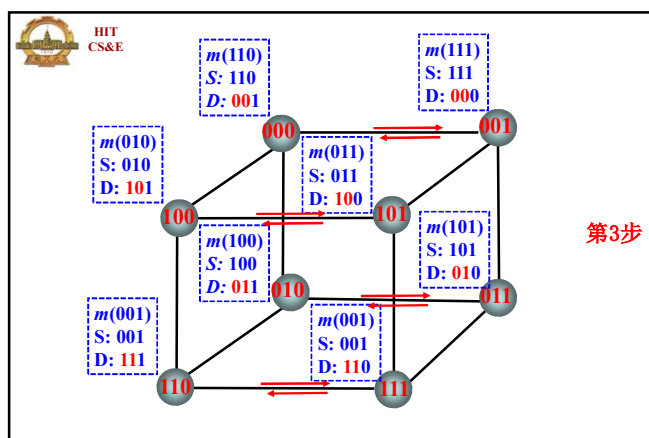 HIT
CS&E
m(110)
S: 110
D: 001
m(111)
S: 111
D: 000
000
001
m(010)
S: 010
D: 101
m(011)
S: 011
D: 100
100
101
m(100)
S: 100
D: 011
m(101)
S: 101
D: 010
第3步
010
011
m(001)
S: 001
D: 111
m(001)
S: 001
D: 110
110
111